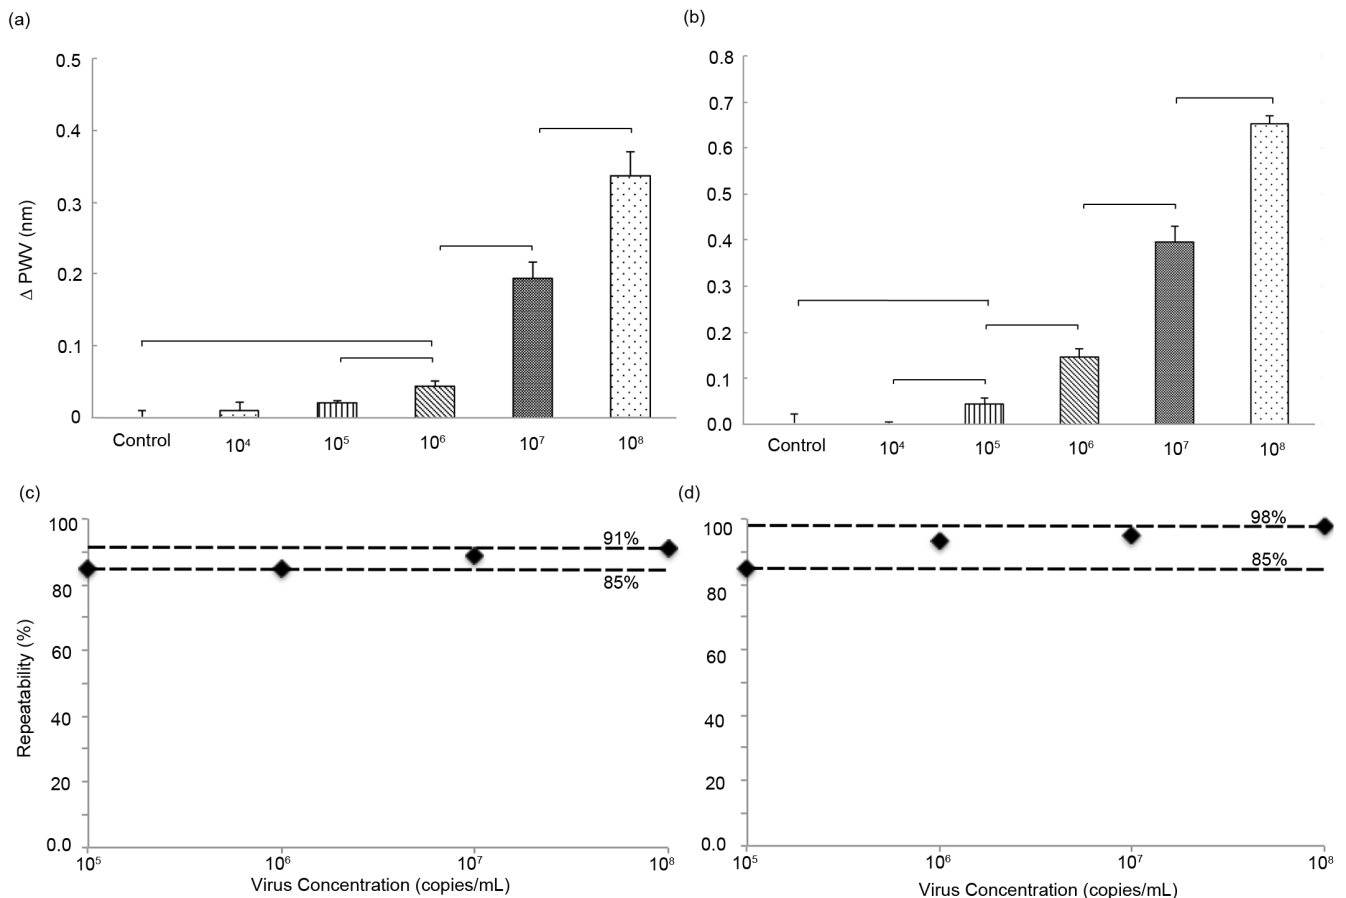 (a)
0.5
0.4
0.3
0.2
0.1
0
Δ PWV (nm)
Control 10⁴ 10⁵ 10⁶ 10⁷ 10⁸
(b)
0.8
0.7
0.6
0.5
0.4
0.3
0.2
0.1
0.0
Control 10⁴ 10⁵ 10⁶ 10⁷ 10⁸
(c)
100
80
60
40
20
0.0
Repeatability (%)
91%
85%
10⁵ 10⁶ 10⁷ 10⁸
Virus Concentration (copies/mL)
(d)
100
80
60
40
20
0.0
98%
85%
10⁵ 10⁶ 10⁷ 10⁸
Virus Concentration (copies/mL)